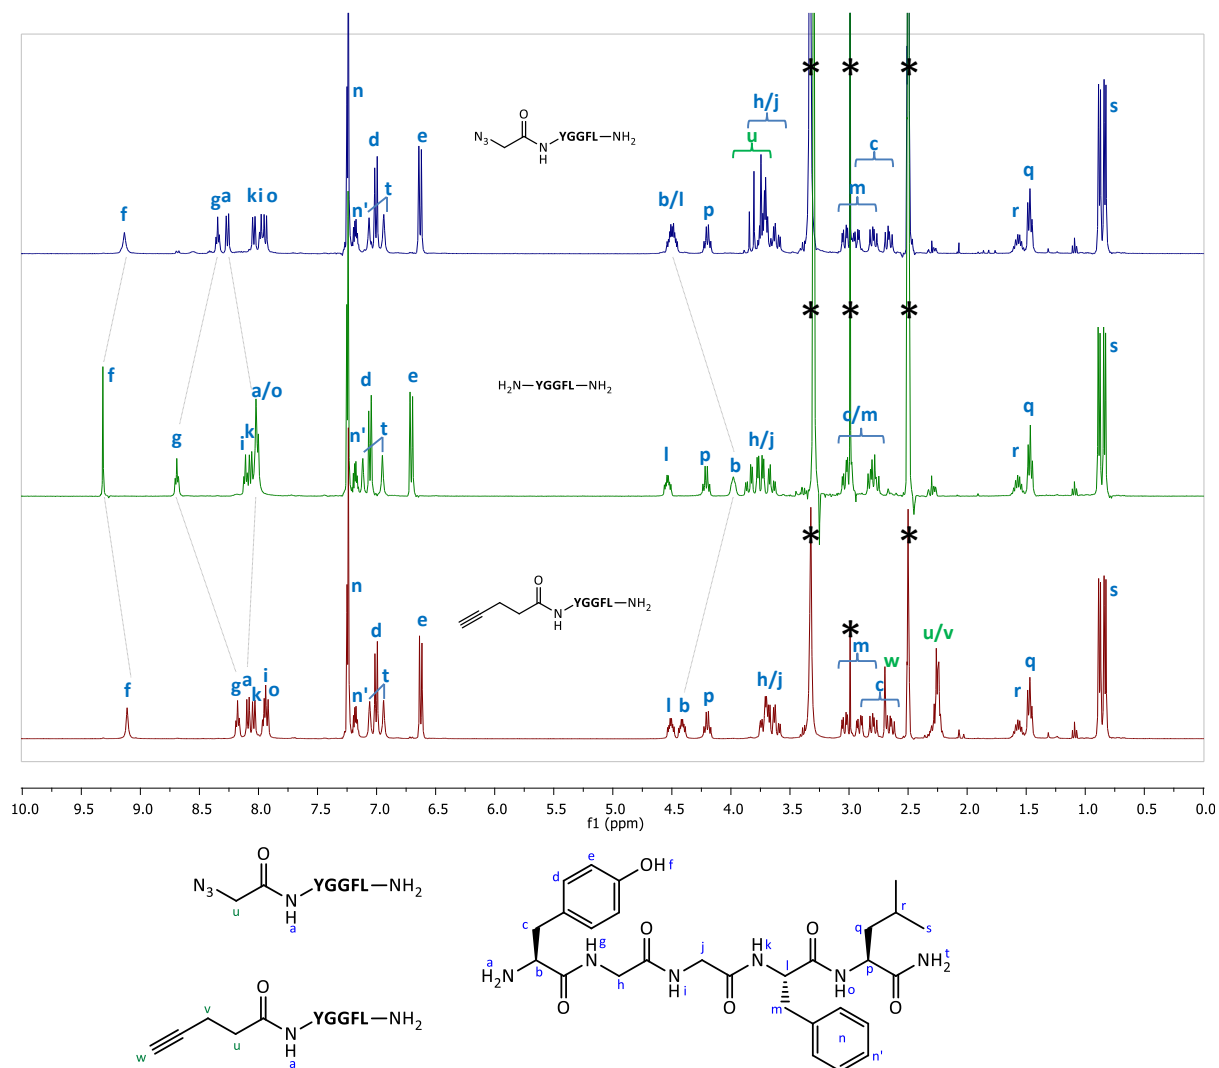 n
h/j
s
u
c
d
e
k i o
g a
t
m
q
f
n'
b/l
p
r
N3 O N H YGGFL NH2
* * *
f
n
d
e
a/o
g
i k
n'
t
H2N YGGFL NH2
l
p
b
h/j
c/m
q
r
s
* * *
f
g a k i o
n
n'
d
t
e
O N H YGGFL NH2
l b
p
h/j
m
c
w
u/v
r
q
s
* * *
10.0 9.5 9.0 8.5 8.0 7.5 7.0 6.5 6.0 5.5 5.0 4.5 4.0 3.5 3.0 2.5 2.0 1.5 1.0 0.5 0.0
f1 (ppm)
O
N3 N YGGFL NH2
u H
a
O
v
N YGGFL NH2
w u H
a
e
OH f
d
c
q r s
H g
N
O
j
H k
N
O
a
H2N
b
O
h
N
H
i
O
l
N
H
o
p
NH2 t
O
m
n
n'